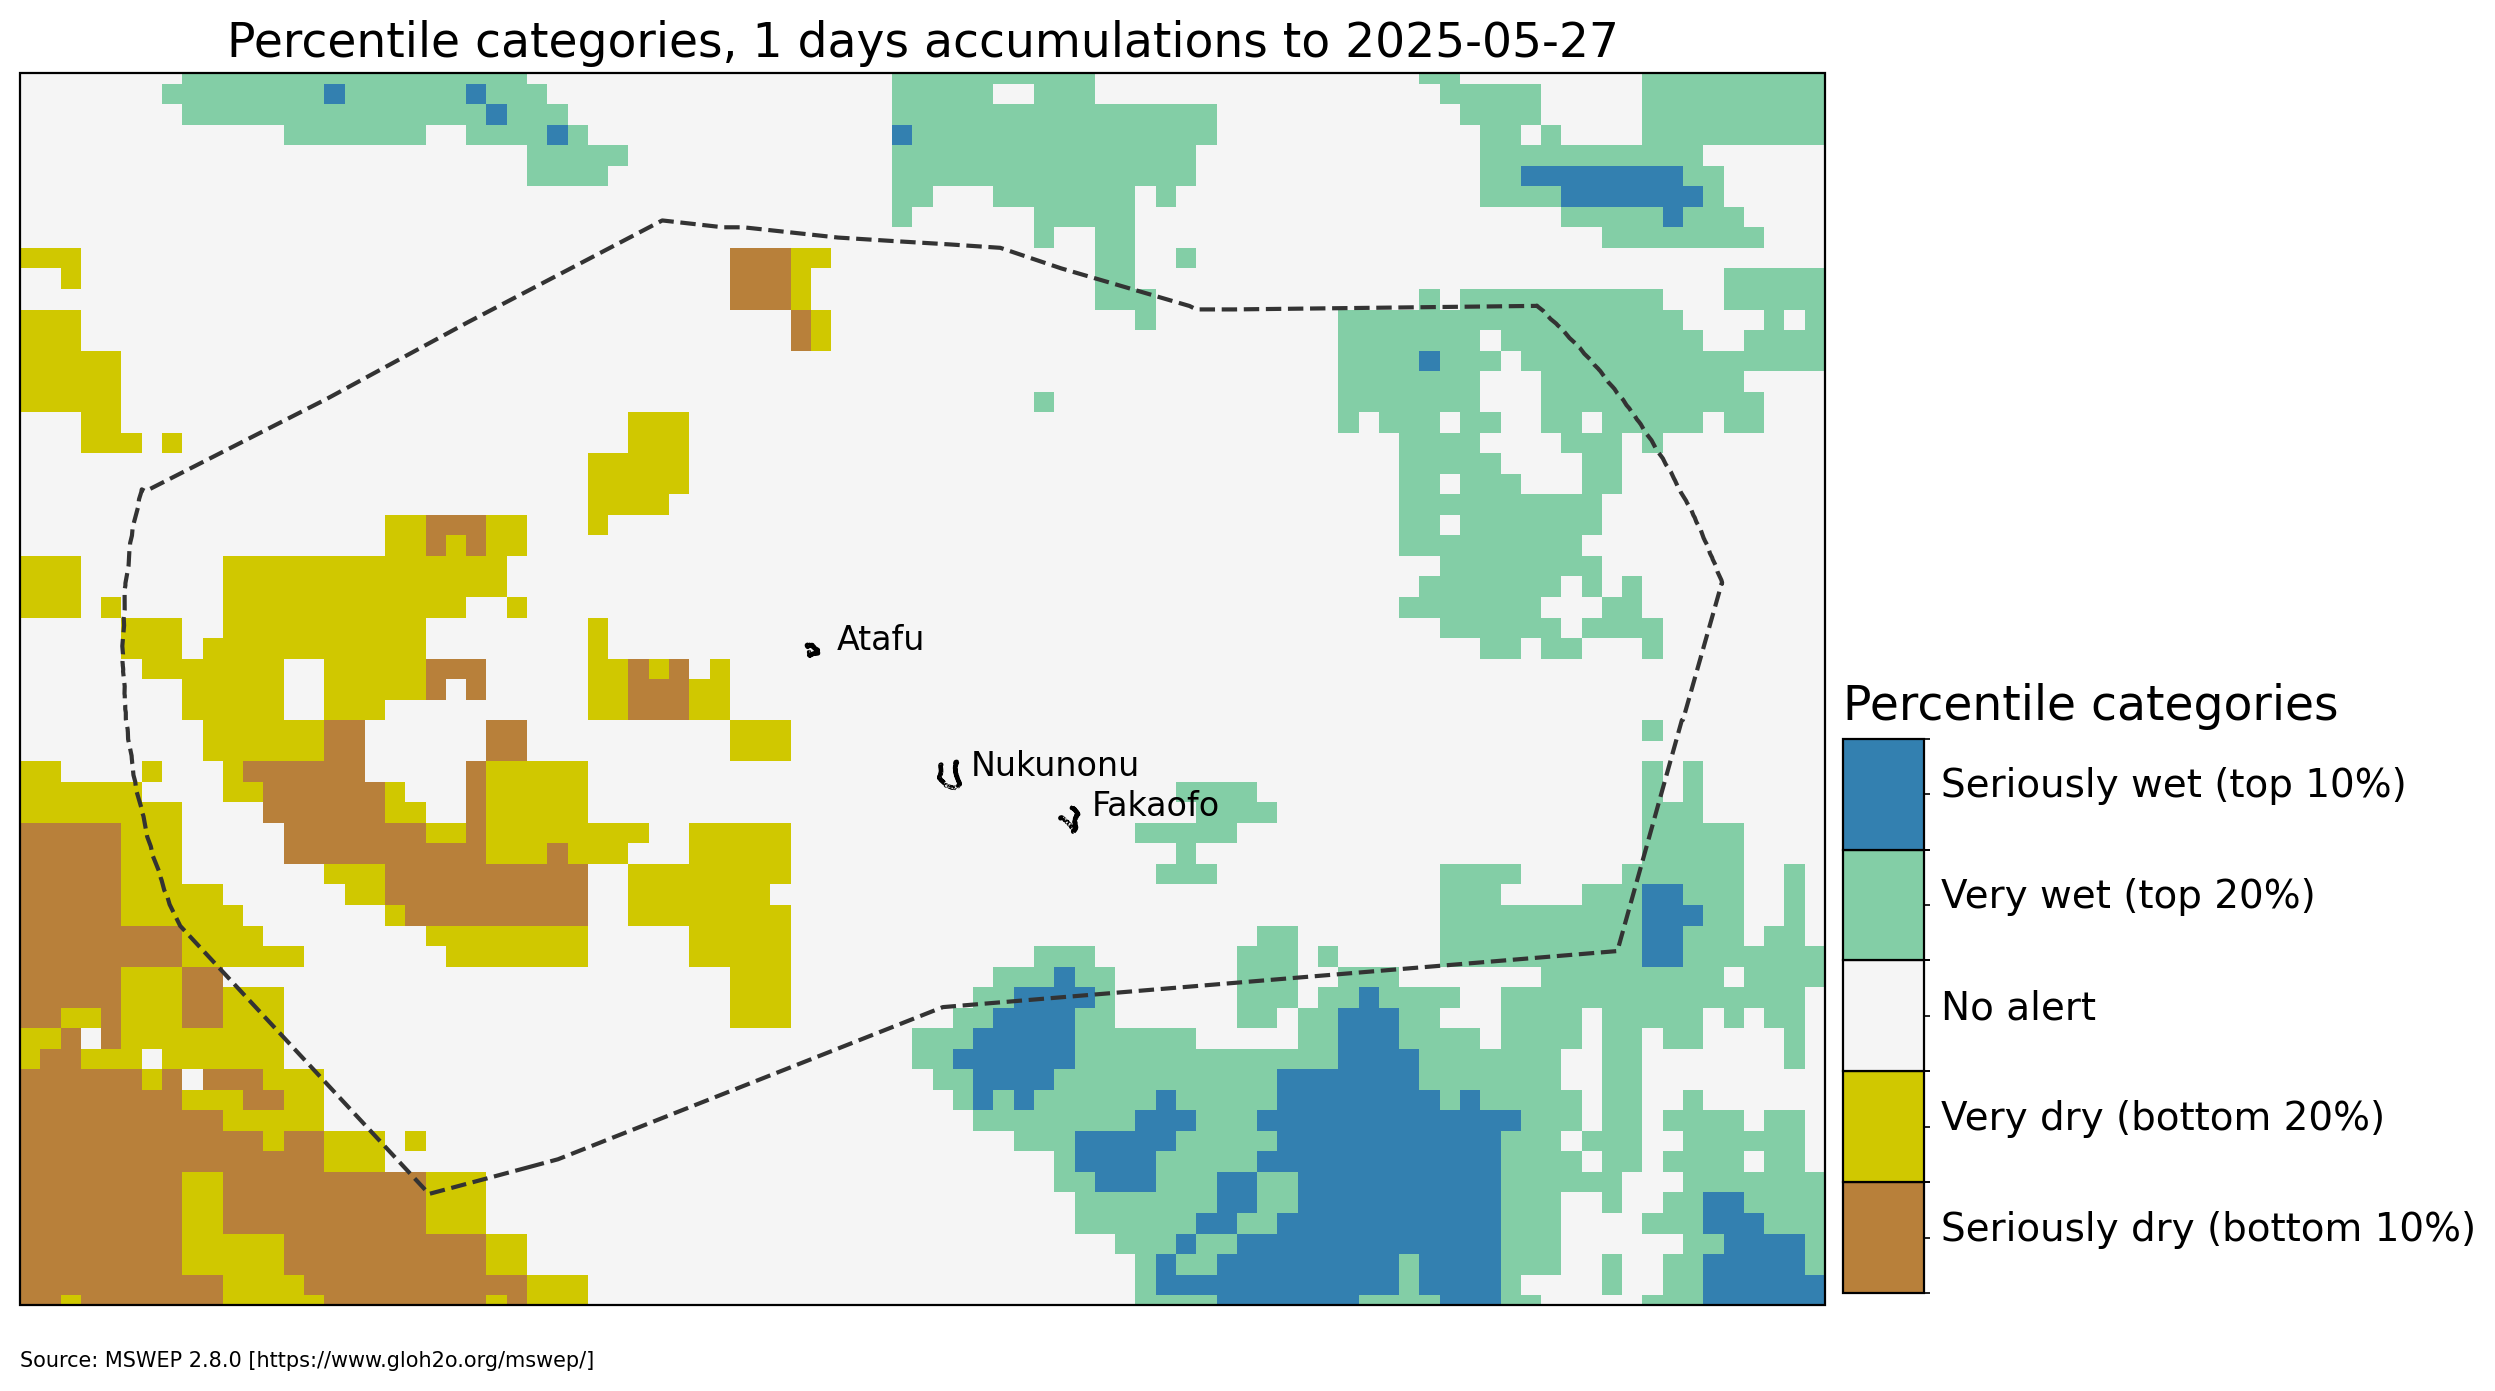 Percentile categories, 1 days accumulations to 2025-05-27
Atafu
Nukunonu
Fakaofo
Percentile categories
Seriously wet (top 10%)
Very wet (top 20%)
No alert
Very dry (bottom 20%)
Seriously dry (bottom 10%)
Source: MSWEP 2.8.0 [https://www.gloh2o.org/mswep/]